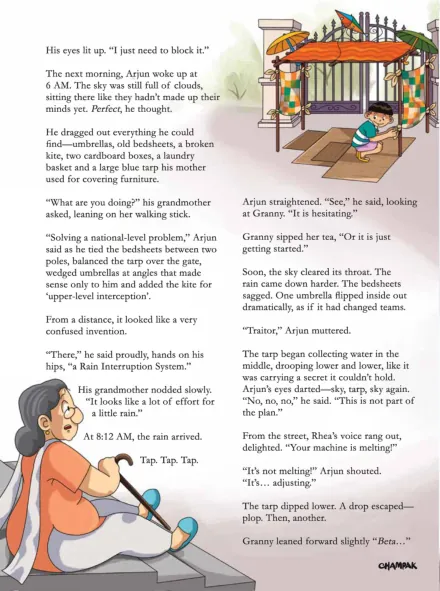 His eyes lit up. “I just need to block it.”
The next morning, Arjun woke up at
6 AM. The sky was still full of clouds,
sitting there like they hadn’t made up their
minds yet. Perfect, he thought.
He dragged out everything he could
find—umbrellas, old bedsheets, a broken
kite, two cardboard boxes, a laundry
basket and a large blue tarp his mother
used for covering furniture.
“What are you doing?” his grandmother
asked, leaning on her walking stick.
“Solving a national-level problem,” Arjun
said as he tied the bedsheets between two
poles, balanced the tarp over the gate,
wedged umbrellas at angles that made
sense only to him and added the kite for
‘upper-level interception’.
From a distance, it looked like a very
confused invention.
“There,” he said proudly, hands on his
hips, “a Rain Interruption System.”
His grandmother nodded slowly.
“It looks like a lot of effort for
a little rain.”
At 8:12 AM, the rain arrived.
Tap. Tap. Tap.
Arjun straightened. “See,” he said, looking
at Granny. “It is hesitating.”
Granny sipped her tea, “Or it is just
getting started.”
Soon, the sky cleared its throat. The
rain came down harder. The bedsheets
sagged. One umbrella flipped inside out
dramatically, as if it had changed teams.
“Traitor,” Arjun muttered.
The tarp began collecting water in the
middle, drooping lower and lower, like it
was carrying a secret it couldn’t hold.
Arjun’s eyes darted—sky, tarp, sky again.
“No, no, no,” he said. “This is not part of
the plan.”
From the street, Rhea’s voice rang out,
delighted. “Your machine is melting!”
“It’s not melting!” Arjun shouted.
“It’s… adjusting.”
The tarp dipped lower. A drop escaped—
plop. Then, another.
Granny leaned forward slightly “Beta…”
CHAMPAK